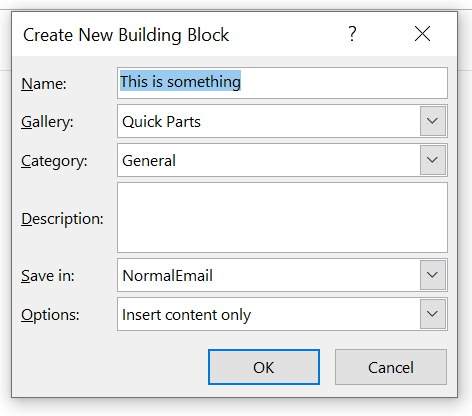 Create New Building Block ?
Name: This is something
Gallery: Quick Parts
Category: General
Description:
Save in: NormalEmail
Options: Insert content only
OK Cancel